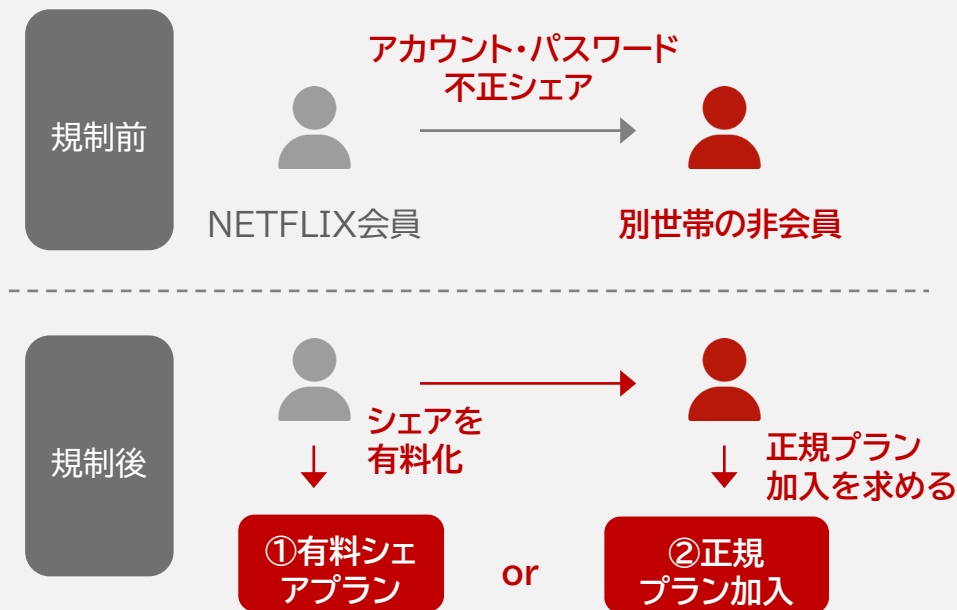 規制前
アカウント・パスワード
不正シェア
NETFLIX会員
別世帯の非会員
規制後
シェアを
有料化
正規プラン
加入を求める
①有料シェ
アプラン
or
②正規
プラン加入